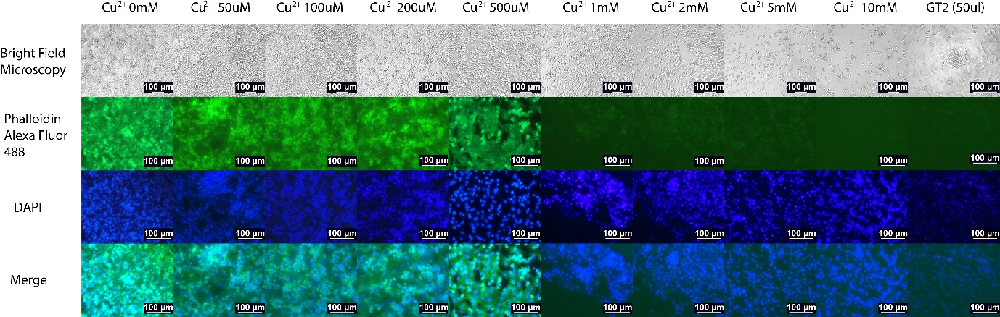 Cu²⁺ 0mM Cu²⁺ 50uM Cu²⁺ 100uM Cu²⁺ 200uM Cu²⁺ 500uM Cu²⁺ 1mM Cu²⁺ 2mM Cu²⁺ 5mM Cu²⁺ 10mM GT2 (50ul)
Bright Field
Microscopy
100 µm 100 µm 100 µm 100 µm 100 µm 100 µm 100 µm 100 µm 100 µm 100 µm
Phalloidin
Alexa Fluor
488
100 µm 100 µm 100 µm 100 µm 100 µm 100 µm 100 µm 100 µm 100 µm 100 µm
DAPI
100 µm 100 µm 100 µm 100 µm 100 µm 100 µm 100 µm 100 µm 100 µm 100 µm
Merge
100 µm 100 µm 100 µm 100 µm 100 µm 100 µm 100 µm 100 µm 100 µm 100 µm